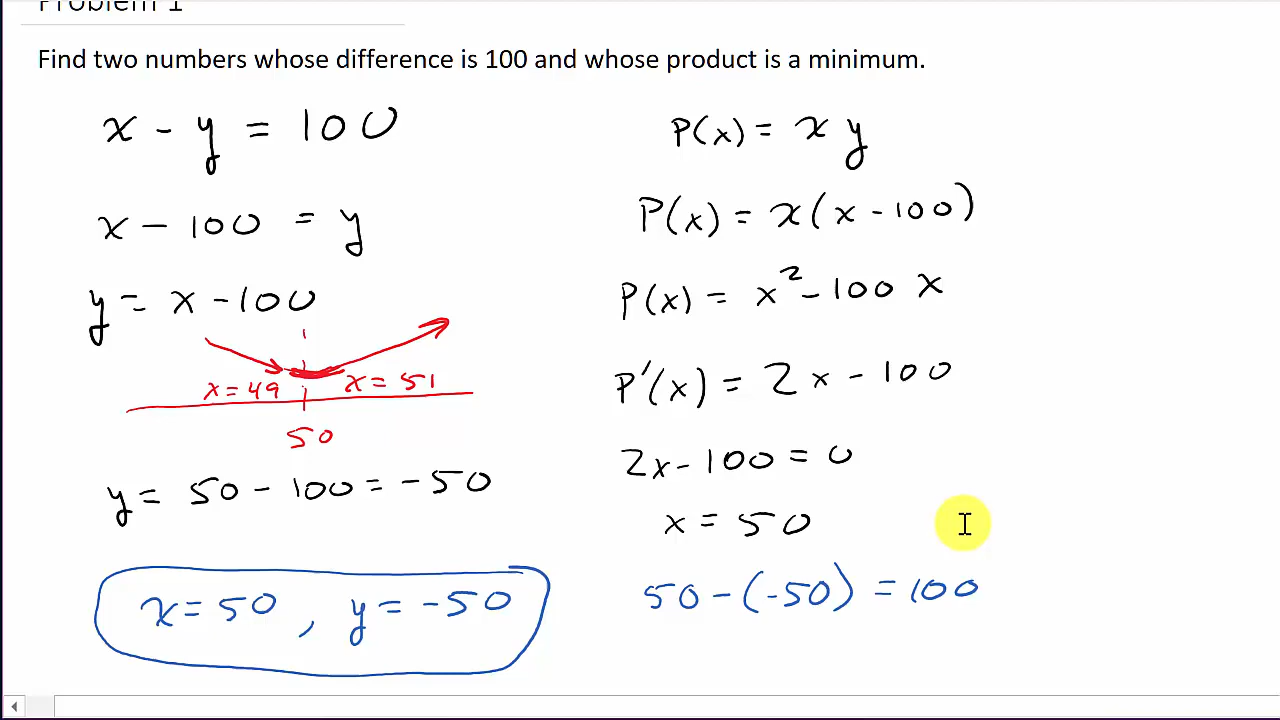 Problem 1
Find two numbers whose difference is 100 and whose product is a minimum.
x - y = 100
x - 100 = y
y = x - 100
x = 49
x = 51
50
y = 50 - 100 = -50
x = 50 , y = -50
P(x) = x y
P(x) = x(x - 100)
P(x) = x² - 100 x
P'(x) = 2x - 100
2x - 100 = 0
x = 50
50 - (-50) = 100